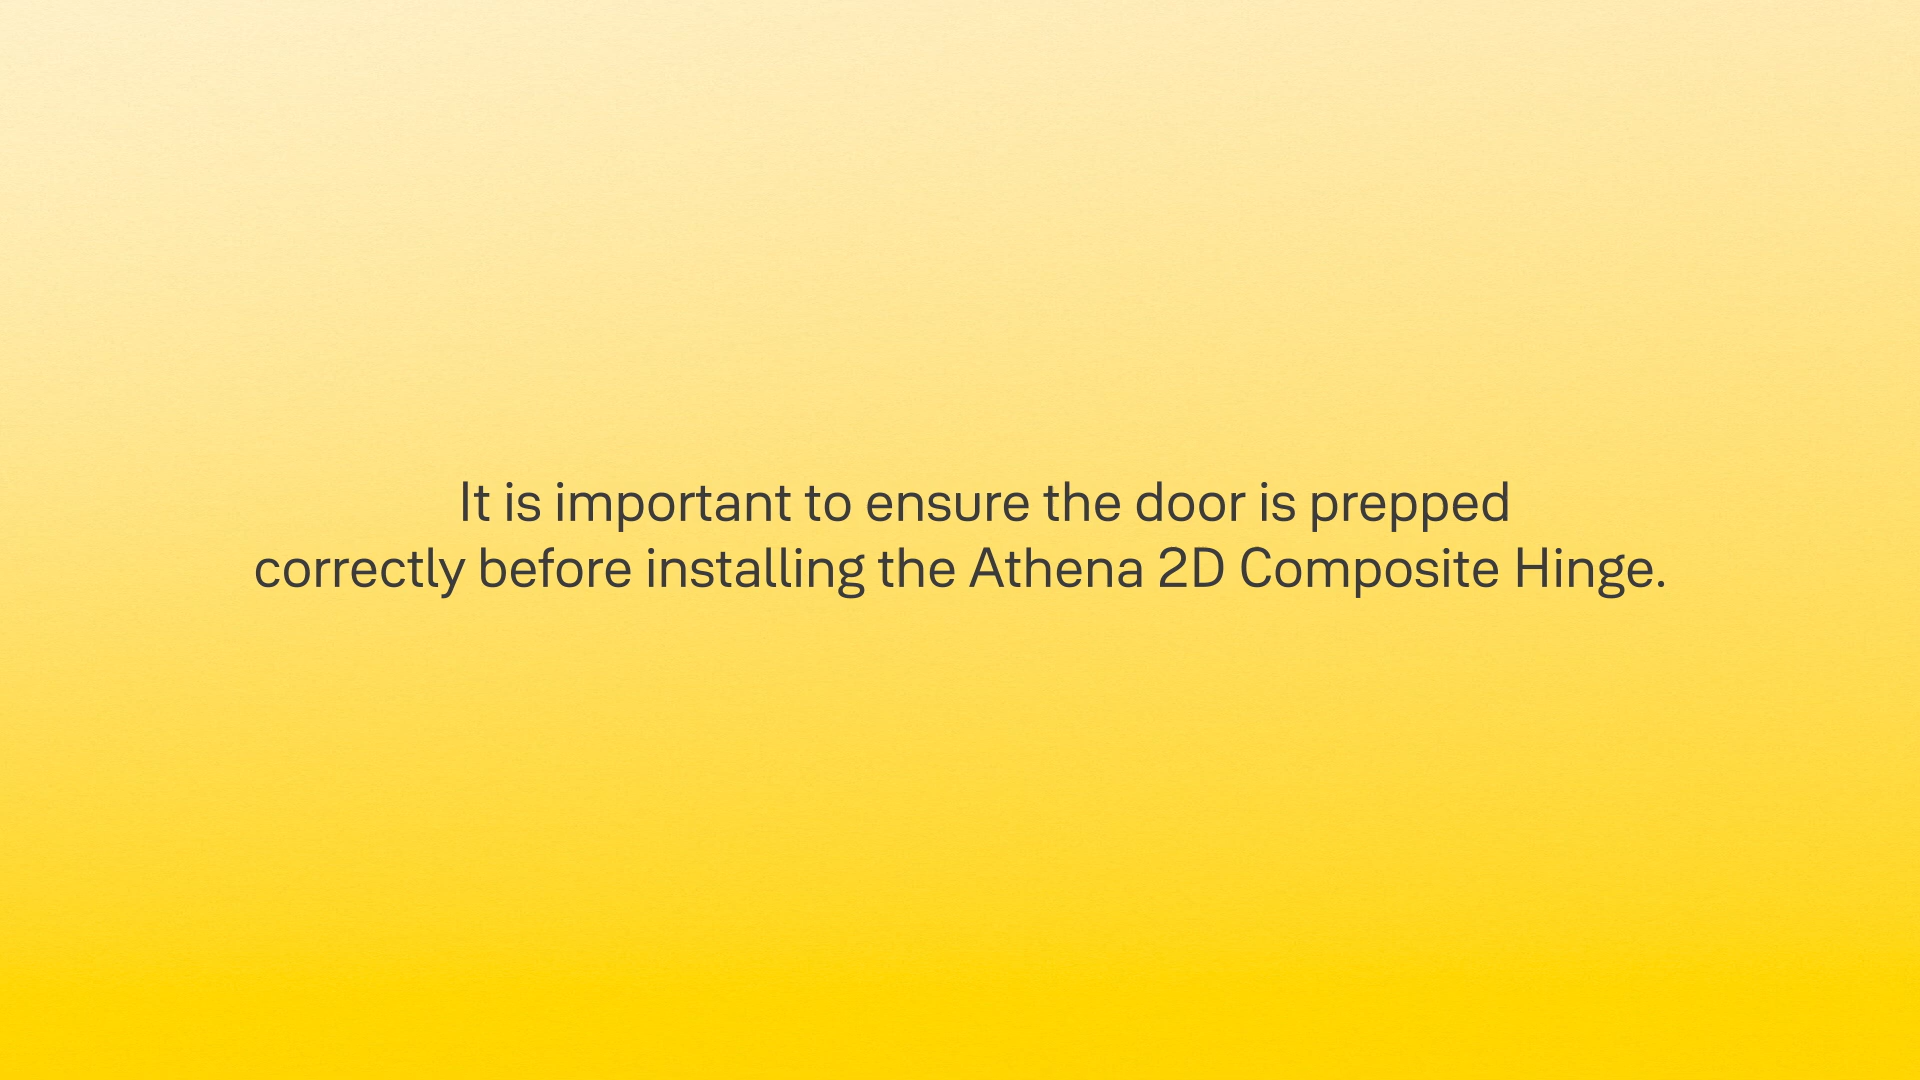 It is important to ensure the door is prepped
correctly before installing the Athena 2D Composite Hinge.